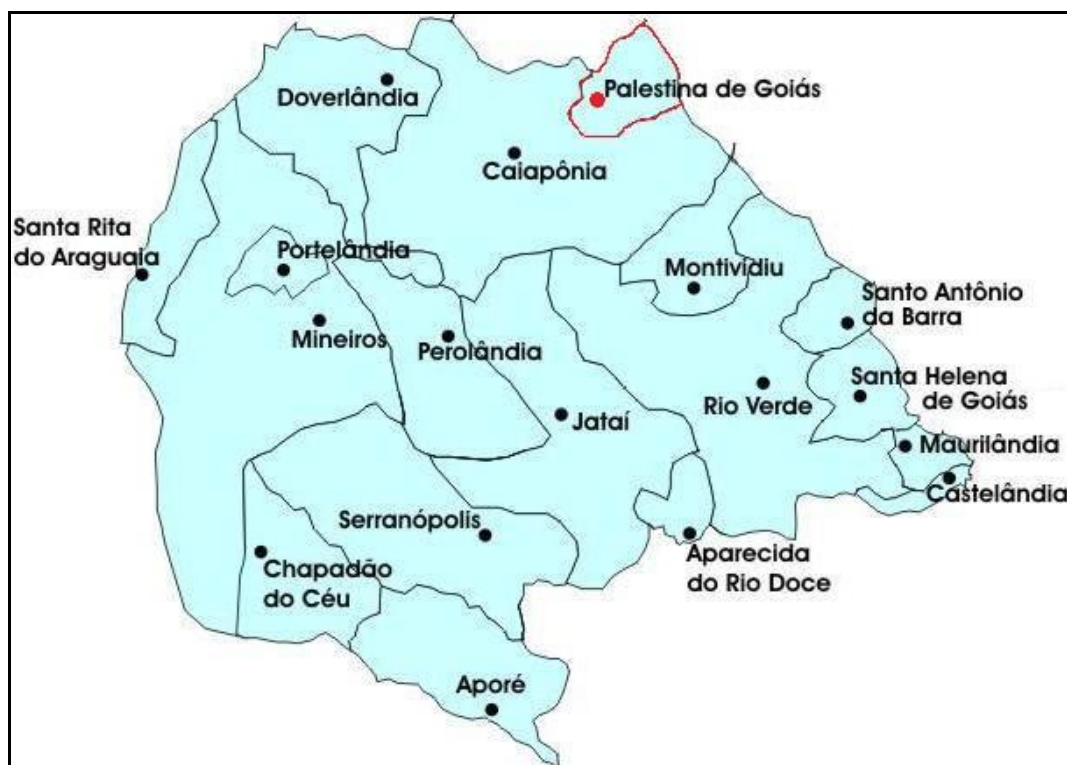 Palestina de Goiás
Doverlândia
Caiapônia
Santa Rita
do Araguaia
Portelândia
Montividiu
Santo Antônio
da Barra
Mineiros
Perolândia
Santa Helena
de Goiás
Rio Verde
Jataí
Maurilândia
Castelândia
Serranópolis
Aparecida
do Rio Doce
Chapadão
do Céu
Aporé